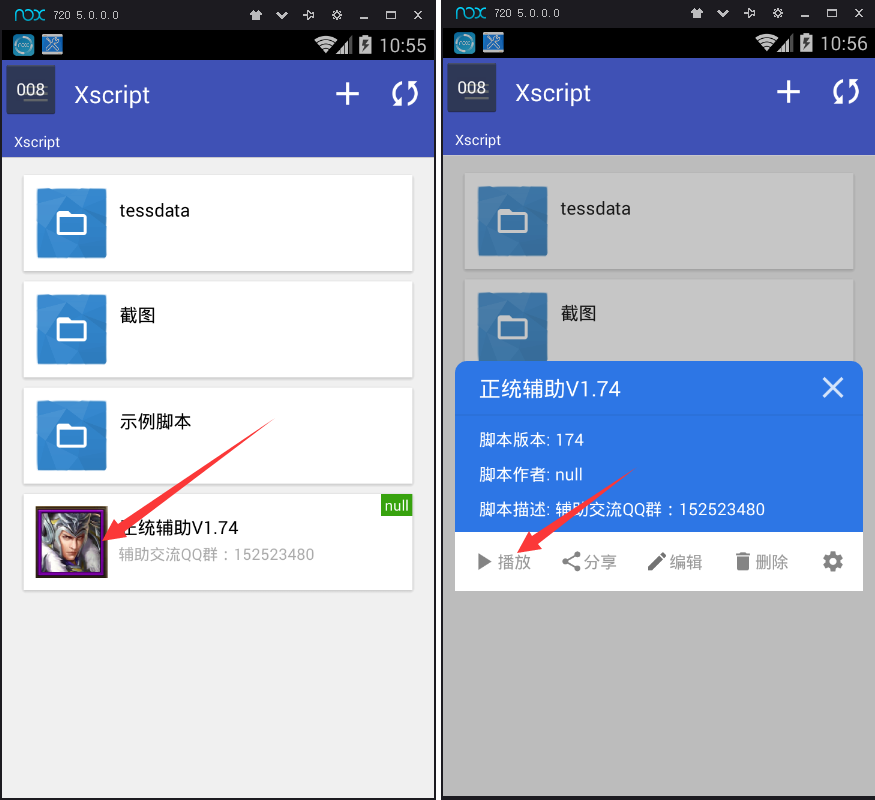 nox 720 5.0.0.0
10:55
008 Xscript
Xscript
tessdata
截图
示例脚本
null
正统辅助V1.74
辅助交流QQ群：152523480
nox 720 5.0.0.0
10:56
008 Xscript
Xscript
tessdata
截图
正统辅助V1.74
脚本版本: 174
脚本作者: null
脚本描述: 辅助交流QQ群：152523480
播放 分享 编辑 删除